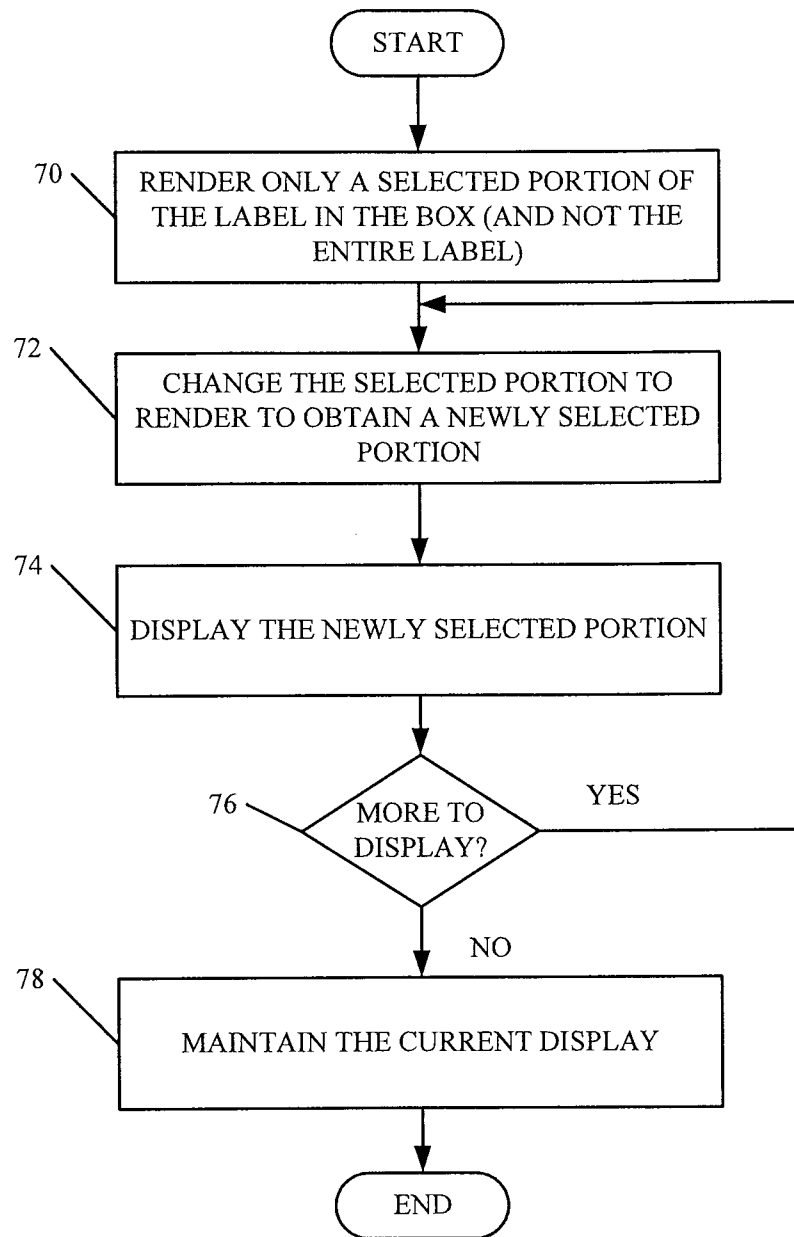 START
70
RENDER ONLY A SELECTED PORTION OF
THE LABEL IN THE BOX (AND NOT THE
ENTIRE LABEL)
72
CHANGE THE SELECTED PORTION TO
RENDER TO OBTAIN A NEWLY SELECTED
PORTION
74
DISPLAY THE NEWLY SELECTED PORTION
76
MORE TO
DISPLAY?
YES
NO
78
MAINTAIN THE CURRENT DISPLAY
END